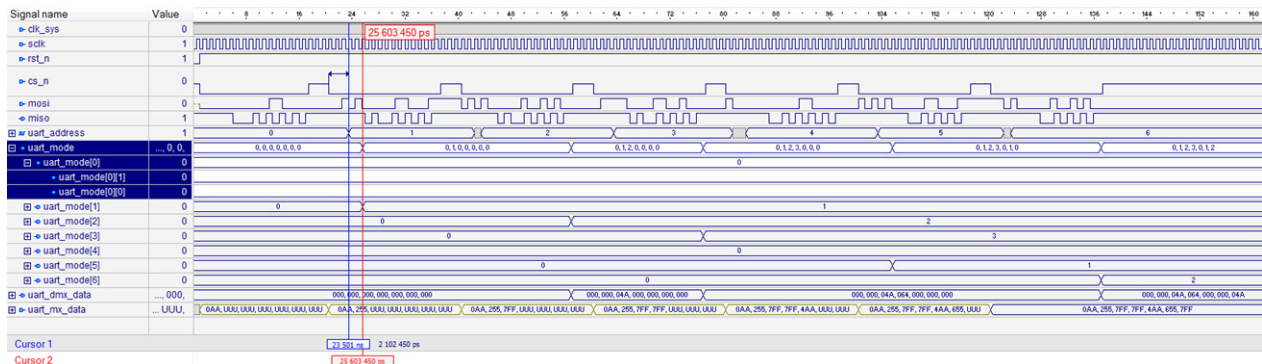 Signal name Value 8 16 24 32 40 48 56 64 72 80 88 96 104 112 120 128 136 144 152 160
clk_sys 0
25 603 450 ps
sclk 1
rst_n 1
cs_n 0
mosi 0
miso 1
uart_address 1 0 1 2 3 4 5 6
uart_mode ..., 0, 0, 0, 0, 0, 0, 0, 0, 0 0, 1, 0, 0, 0, 0, 0 0, 1, 2, 0, 0, 0, 0 0, 1, 2, 3, 0, 0, 0 0, 1, 2, 3, 0, 1, 0 0, 1, 2, 3, 0, 1, 2
uart_mode[0] 0 0
uart_mode[0][1] 0
uart_mode[0][0] 0
uart_mode[1] 0 0 1
uart_mode[2] 0 0 2
uart_mode[3] 0 0 3
uart_mode[4] 0 0
uart_mode[5] 0 0 1
uart_mode[6] 0 0 2
uart_dmx_data ..., 000, 000, 000, 000, 000, 000, 000, 000 000, 000, 04A, 000, 000, 000, 000 000, 000, 04A, 064, 000, 000, 000 000, 000, 04A, 064, 000, 000, 04A
uart_mx_data ... UUU, 0AA, UUU, UUU, UUU, UUU, UUU, UUU 0AA, 255, UUU, UUU, UUU, UUU, UUU 0AA, 255, 7FF, UUU, UUU, UUU, UUU 0AA, 255, 7FF, 7FF, UUU, UUU, UUU 0AA, 255, 7FF, 7FF, 4AA, UUU, UUU 0AA, 255, 7FF, 7FF, 4AA, 655, UUU 0AA, 255, 7FF, 7FF, 4AA, 655, 7FF
Cursor 1 23 501 ns 2 102 450 ps
Cursor 2 25 603 450 ps